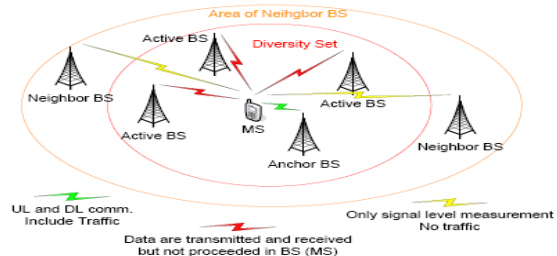 Area of Neihgbor BS
Active BS
Diversity Set
Neighbor BS
Active BS
MS
Active BS
Anchor BS
Neighbor BS
UL and DL comm.
Include Traffic
Data are transmitted and received
but not proceeded in BS (MS)
Only signal level measurement
No traffic